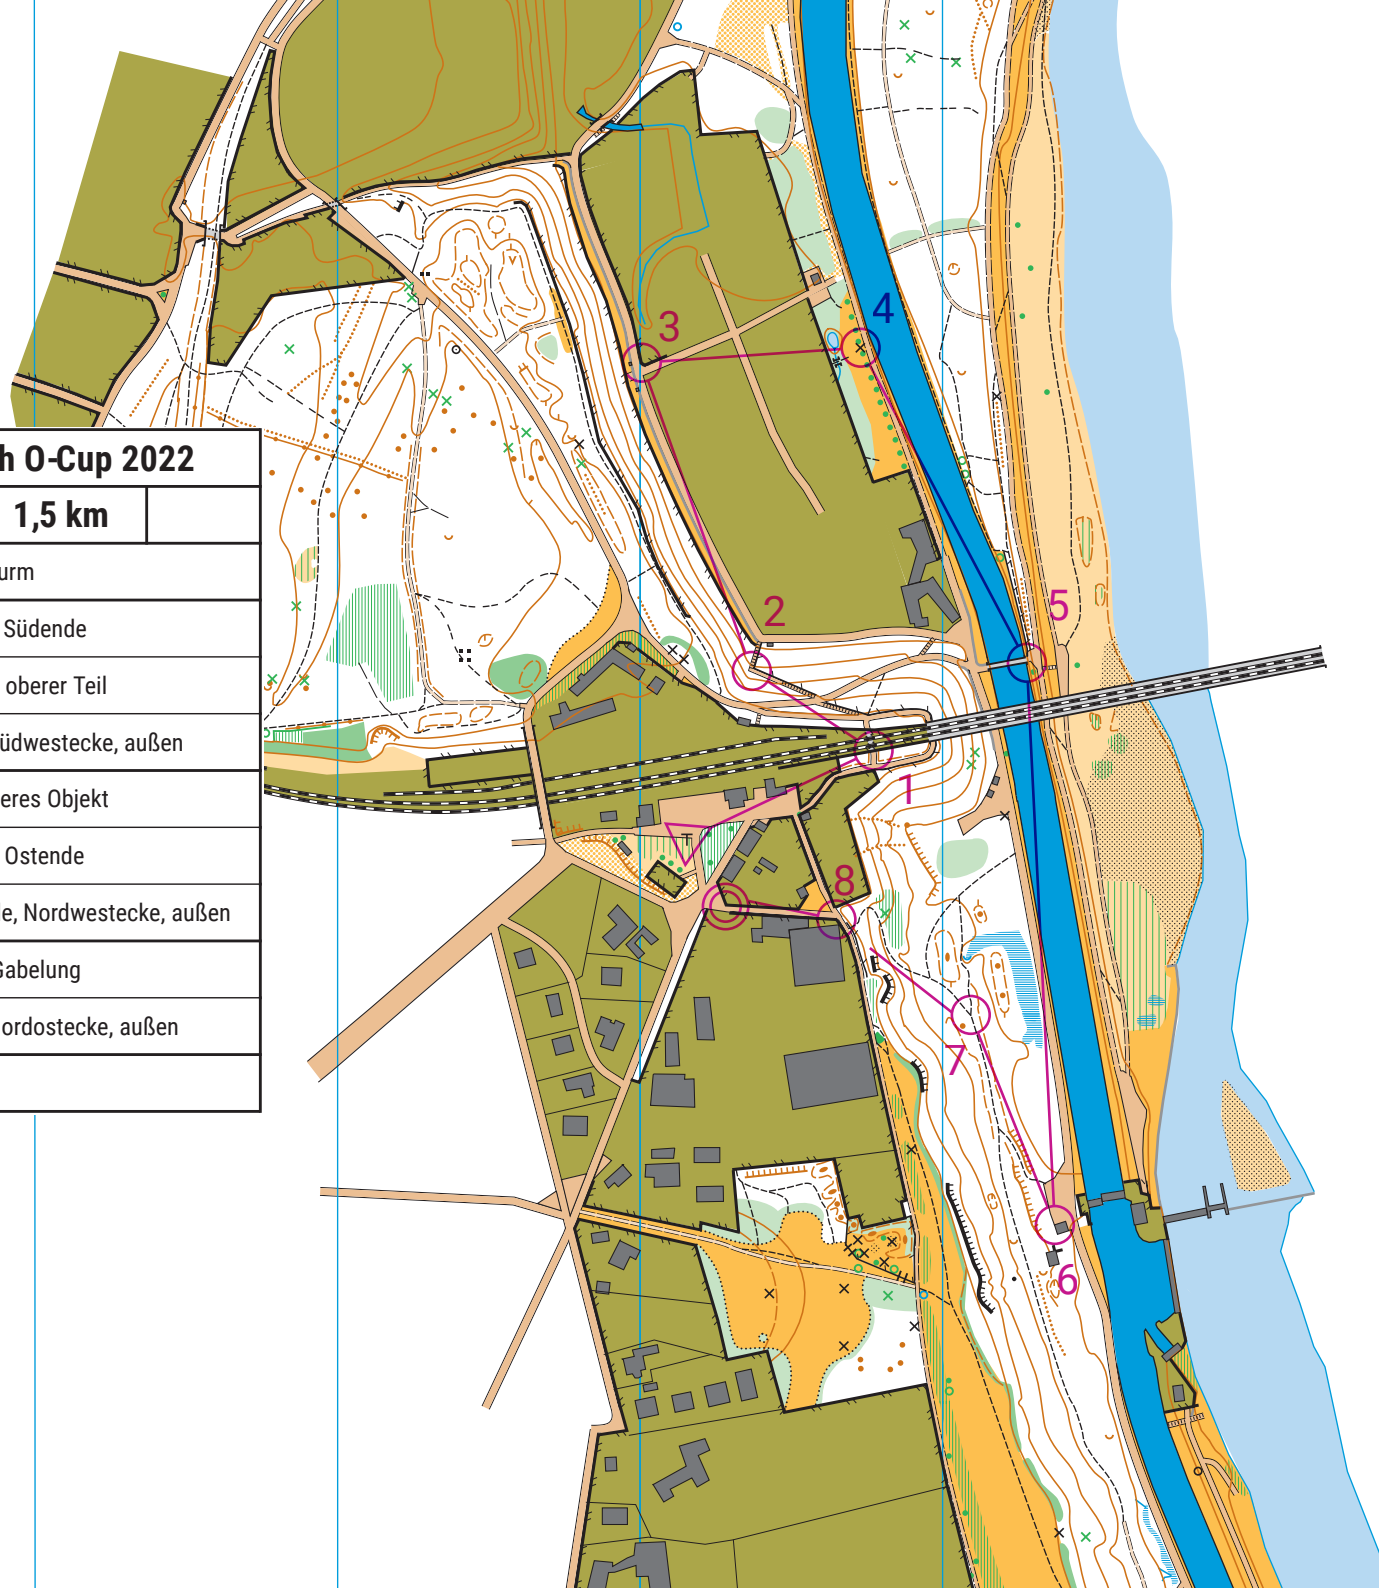 h O-Cup 2022
1,5 km
urm
Südende
oberer Teil
üdwestecke, außen
eres Objekt
Ostende
le, Nordwestecke, außen
Gabelung
ordostecke, außen
4
3
2
5
1
8
7
6